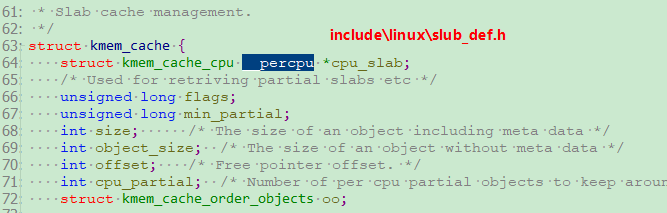 61: * Slab cache management.
62: */
include\linux\slub_def.h
63: struct kmem_cache {
64: struct kmem_cache_cpu __percpu *cpu_slab;
65: /* Used for retriving partial slabs etc */
66: unsigned long flags;
67: unsigned long min_partial;
68: int size; /* The size of an object including meta data */
69: int object_size; /* The size of an object without meta data */
70: int offset; /* Free pointer offset. */
71: int cpu_partial; /* Number of per cpu partial objects to keep aroun
72: struct kmem_cache_order_objects oo;